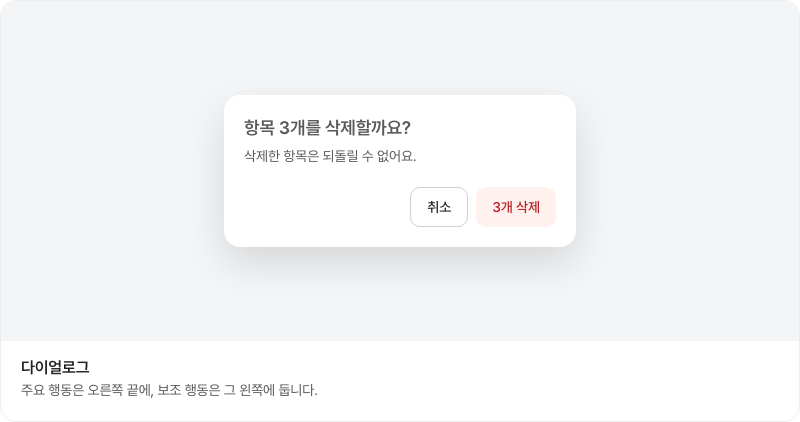 항목 3개를 삭제할까요?
삭제한 항목은 되돌릴 수 없어요.
취소
3개 삭제
다이얼로그
주요 행동은 오른쪽 끝에, 보조 행동은 그 왼쪽에 둡니다.